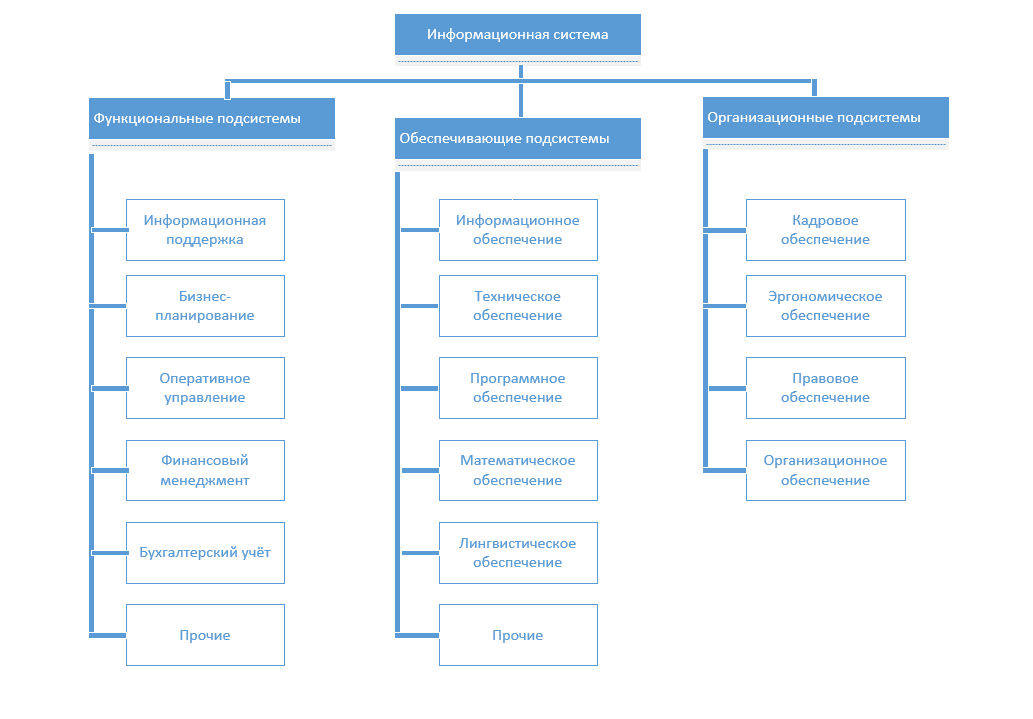 Информационная система
Функциональные подсистемы
Информационная
поддержка
Бизнес-
планирование
Оперативное
управление
Финансовый
менеджмент
Бухгалтерский учёт
Прочие
Обеспечивающие подсистемы
Информационное
обеспечение
Техническое
обеспечение
Программное
обеспечение
Математическое
обеспечение
Лингвистическое
обеспечение
Прочие
Организационные подсистемы
Кадровое
обеспечение
Эргономическое
обеспечение
Правовое
обеспечение
Организационное
обеспечение